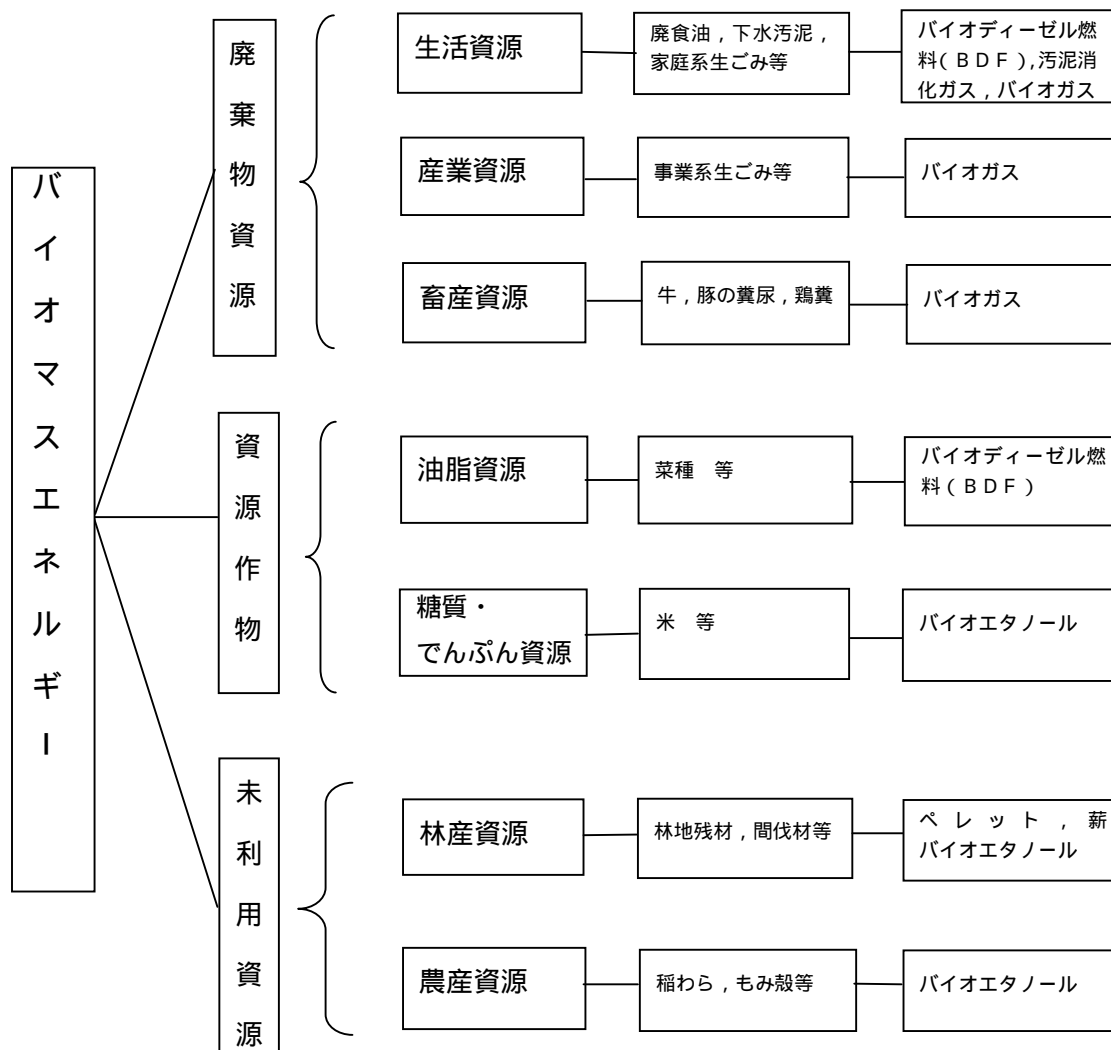 バイオマスエネルギー
廃棄物資源
生活資源
廃食油，下水汚泥，
家庭系生ごみ等
バイオディーゼル燃
料(ＢＤＦ),汚泥消
化ガス，バイオガス
産業資源
事業系生ごみ等
バイオガス
畜産資源
牛，豚の糞尿，鶏糞
バイオガス
資源作物
油脂資源
菜種　等
バイオディーゼル燃
料(ＢＤＦ)
糖質・
でんぷん資源
米　等
バイオエタノール
未利用資源
林産資源
林地残材，間伐材等
ペレット，薪
バイオエタノール
農産資源
稲わら，もみ殻等
バイオエタノール